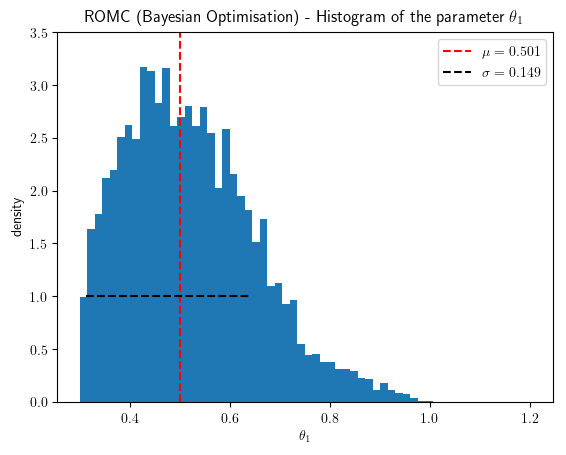 ROMC (Bayesian Optimisation) - Histogram of the parameter θ₁
μ = 0.501
σ = 0.149
3.5
3.0
2.5
2.0
1.5
1.0
0.5
0.0
density
0.4 0.6 0.8 1.0 1.2
θ₁